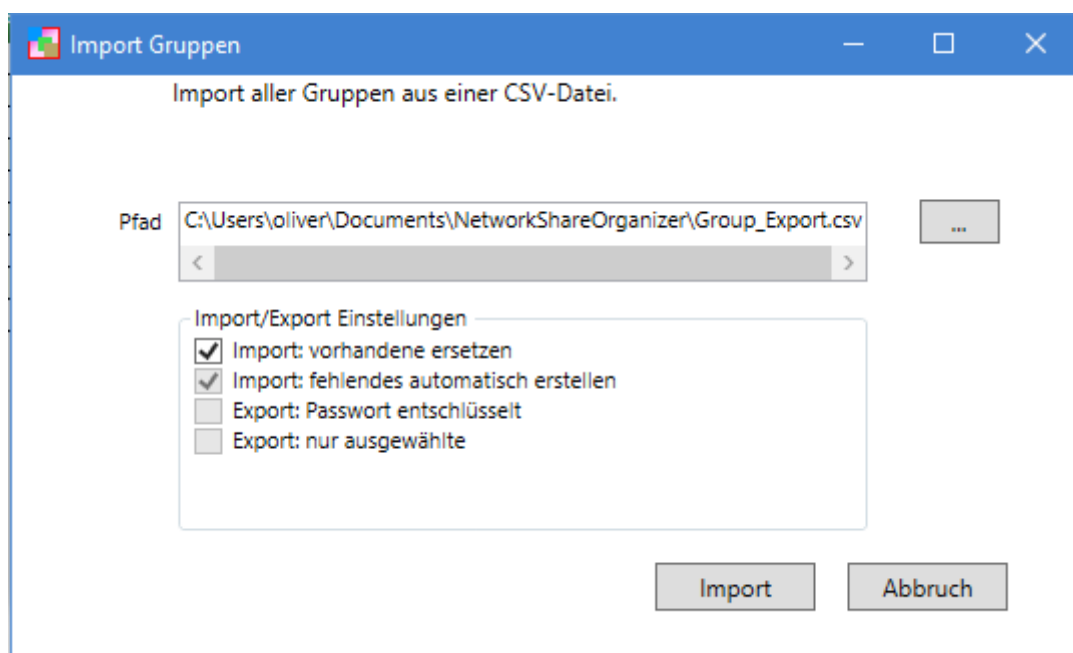 Import Gruppen
Import aller Gruppen aus einer CSV-Datei.
Pfad C:\Users\oliver\Documents\NetworkShareOrganizer\Group_Export.csv ...
Import/Export Einstellungen
Import: vorhandene ersetzen
Import: fehlendes automatisch erstellen
Export: Passwort entschlüsselt
Export: nur ausgewählte
Import Abbruch